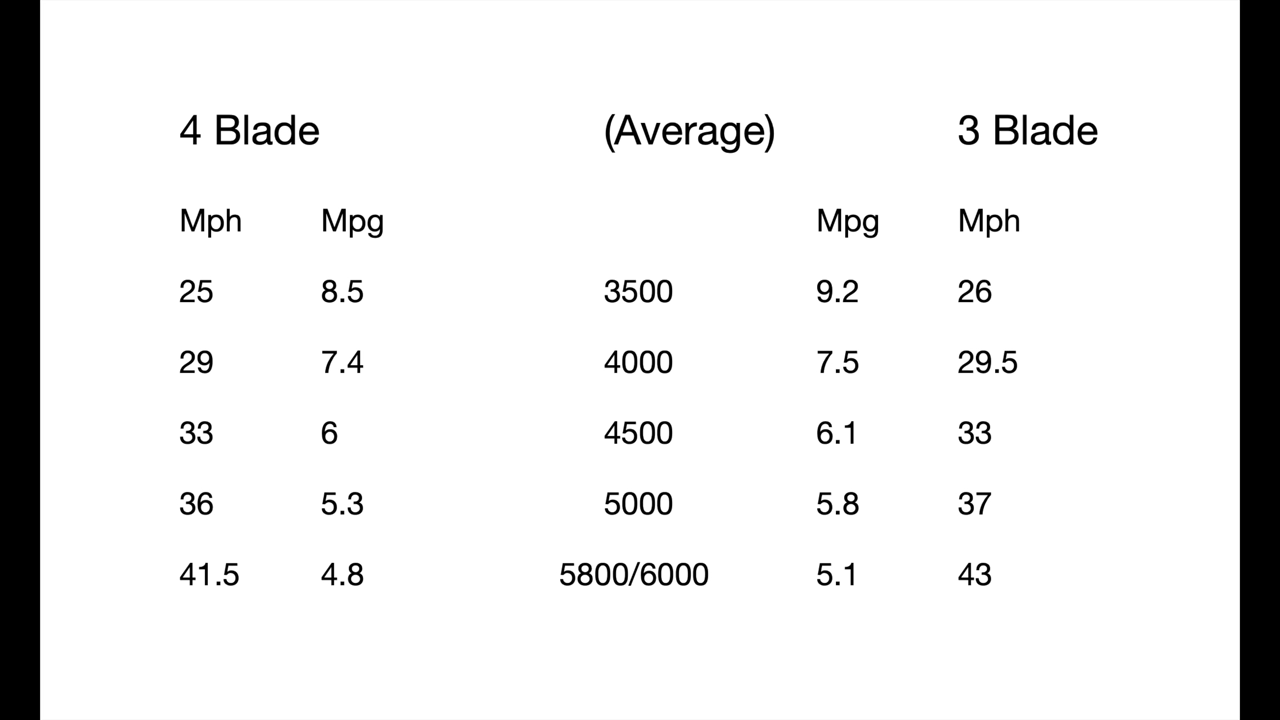 4 Blade (Average) 3 Blade
Mph Mpg Mpg Mph
25 8.5 3500 9.2 26
29 7.4 4000 7.5 29.5
33 6 4500 6.1 33
36 5.3 5000 5.8 37
41.5 4.8 5800/6000 5.1 43